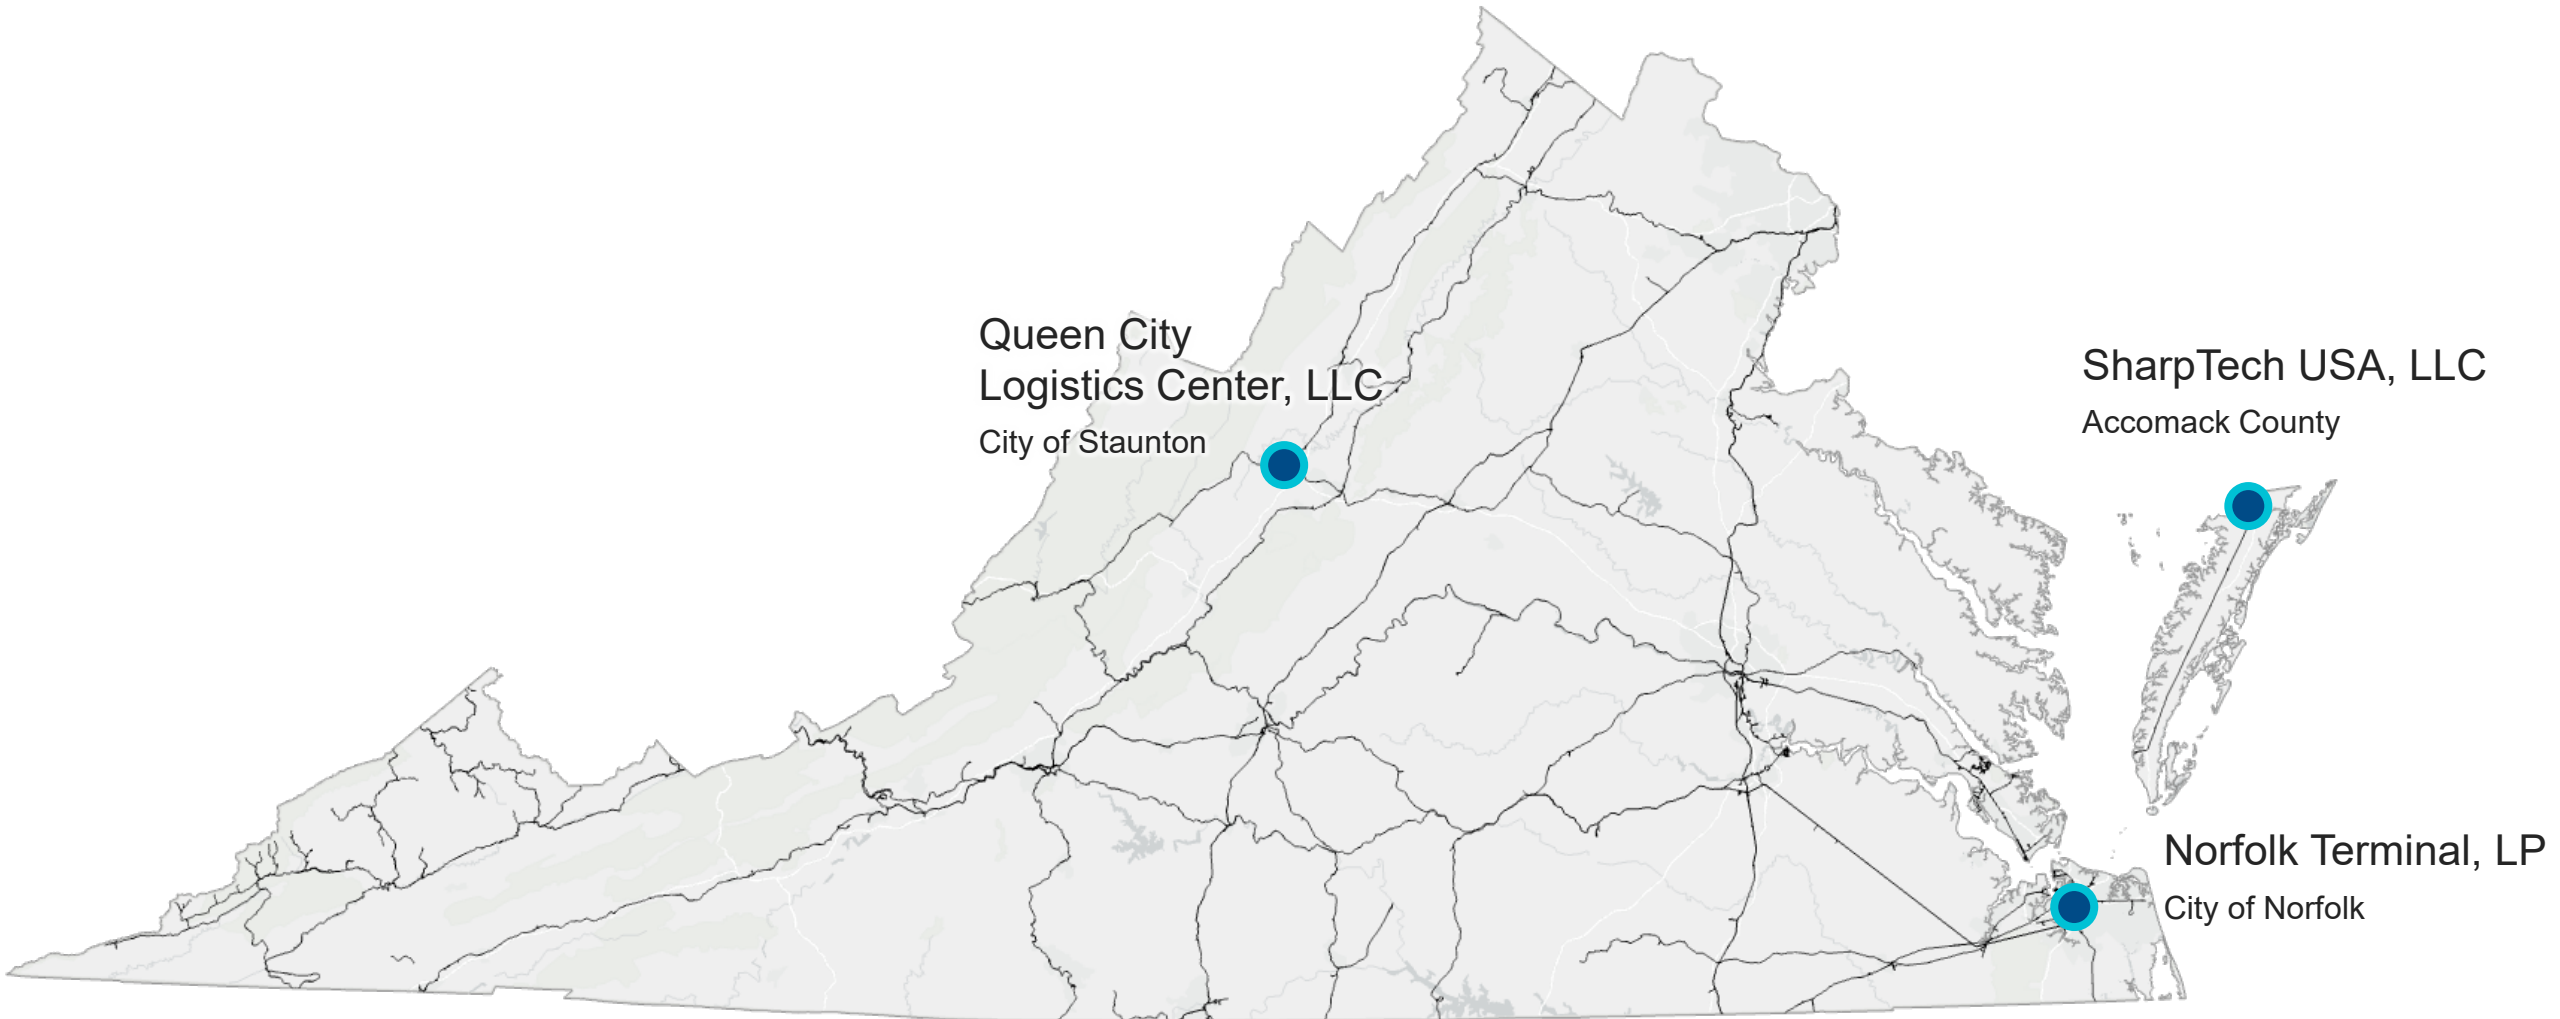 Queen City
Logistics Center, LLC
City of Staunton
SharpTech USA, LLC
Accomack County
Norfolk Terminal, LP
City of Norfolk